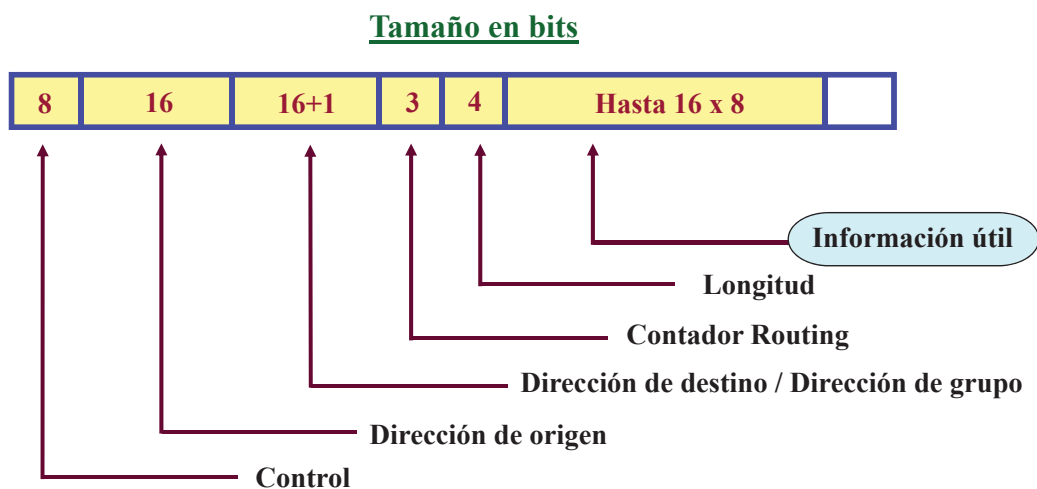 Tamaño en bits
8 16 16+1 3 4 Hasta 16 x 8
Información útil
Longitud
Contador Routing
Dirección de destino / Dirección de grupo
Dirección de origen
Control